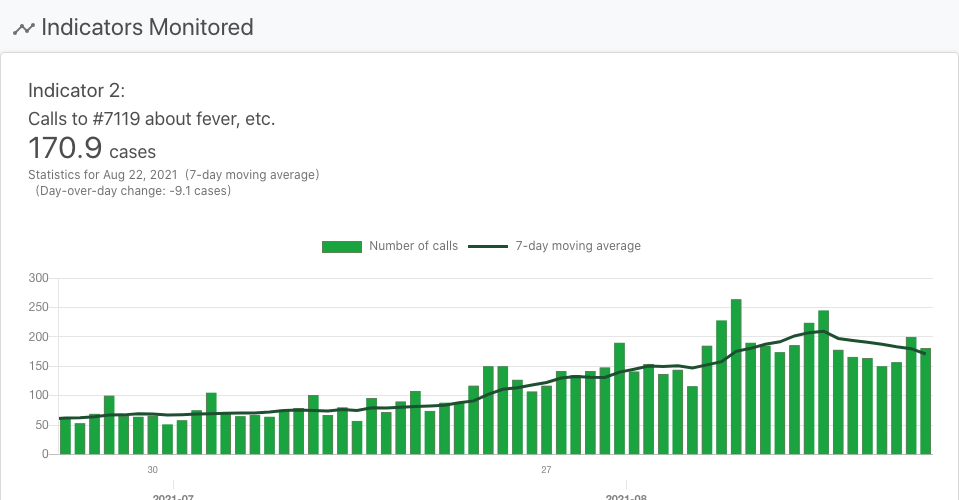 Indicators Monitored
Indicator 2:
Calls to #7119 about fever, etc.
170.9 cases
Statistics for Aug 22, 2021 (7-day moving average)
(Day-over-day change: -9.1 cases)
Number of calls 7-day moving average
300
250
200
150
100
50
0
30 27
2021-07 2021-08